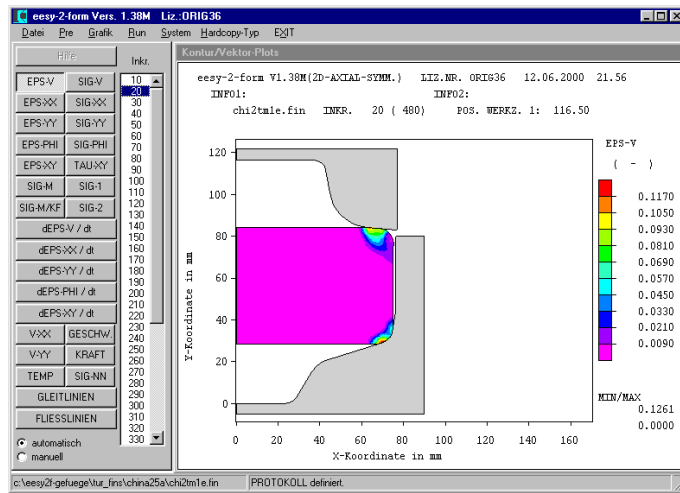 eesy-2-form Vers. 1.38M Liz.:ORIG36
Datei Pre Grafik Run System Hardcopy-Typ EXIT
Hilfe
Inkr.
EPS-V SIG-V
EPS-XX SIG-XX
EPS-YY SIG-YY
EPS-PHI SIG-PHI
EPS-XY TAU-XY
SIG-M SIG-1
SIG-M/KF SIG-2
dEPS-V / dt
dEPS-XX / dt
dEPS-YY / dt
dEPS-PHI / dt
dEPS-XY / dt
V-XX GESCHW.
V-YY KRAFT
TEMP SIG-NN
GLEITLINIEN
FLIESSLINIEN
automatisch
manuell
10
20
30
40
50
60
70
80
90
100
110
120
130
140
150
160
170
180
190
200
210
220
230
240
250
260
270
280
290
300
310
320
330
Kontur/Vektor-Plots
eesy-2-form V1.38M(2D-AXIAL-SYMM.) LIZ.NR. ORIG36 12.06.2000 21.56
INFO1: INFO2:
chi2tm1e.fin INKR. 20 ( 480) POS. WERKZ. 1: 116.50
Y-Koordinate in mm
120
100
80
60
40
20
0
0 20 40 60 80 100 120 140 160
X-Koordinate in mm
EPS-V
( - )
0.1170
0.1050
0.0930
0.0810
0.0690
0.0570
0.0450
0.0330
0.0210
0.0090
MIN/MAX
0.1261
0.0000
c:\eesy2f-gefuege\tur_fins\china25a\chi2tm1e.fin PROTOKOLL definiert.